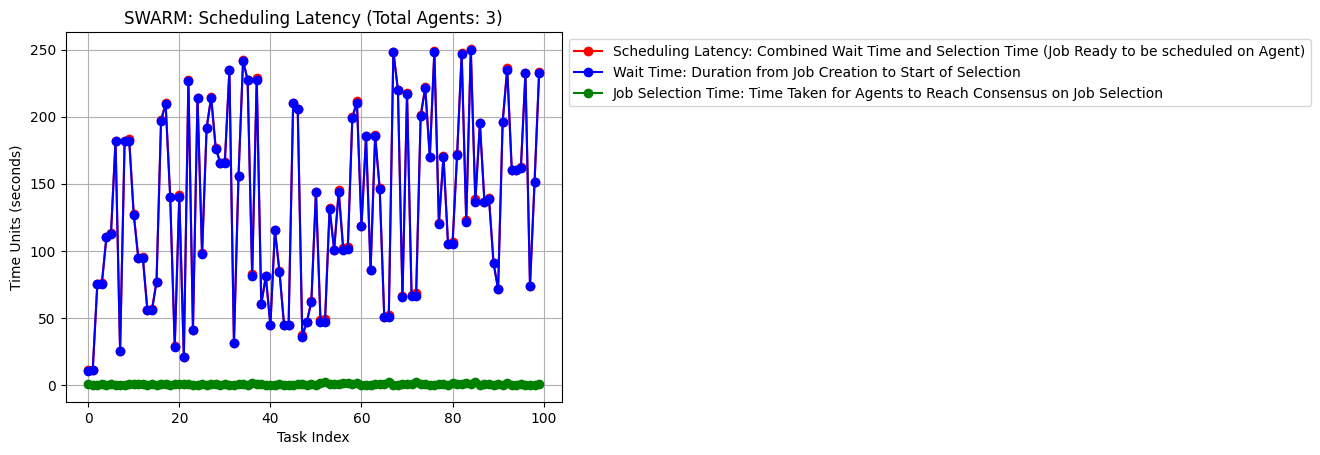 SWARM: Scheduling Latency (Total Agents: 3)
Scheduling Latency: Combined Wait Time and Selection Time (Job Ready to be scheduled on Agent)
Wait Time: Duration from Job Creation to Start of Selection
Job Selection Time: Time Taken for Agents to Reach Consensus on Job Selection
Time Units (seconds)
250
200
150
100
50
0
0 20 40 60 80 100
Task Index